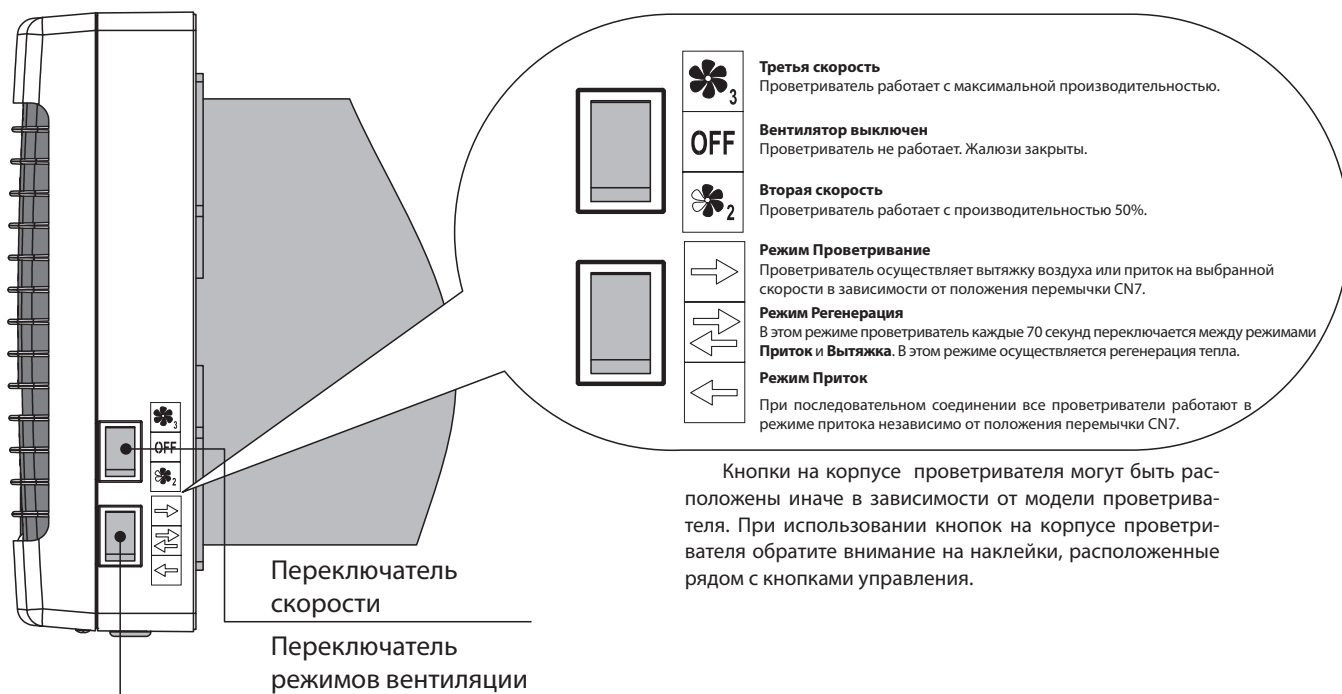 3
Третья скорость
Проветриватель работает с максимальной производительностью.
OFF
Вентилятор выключен
Проветриватель не работает. Жалюзи закрыты.
2
Вторая скорость
Проветриватель работает с производительностью 50%.
Режим Проветривание
Проветриватель осуществляет вытяжку воздуха или приток на выбранной
скорости в зависимости от положения перемычки CN7.
Режим Регенерация
В этом режиме проветриватель каждые 70 секунд переключается между режимами
Приток и Вытяжка. В этом режиме осуществляется регенерация тепла.
Режим Приток
При последовательном соединении все проветриватели работают в
режиме притока независимо от положения перемычки CN7.
3
OFF
2
Кнопки на корпусе проветривателя могут быть рас-
положены иначе в зависимости от модели проветрива-
теля. При использовании кнопок на корпусе проветри-
вателя обратите внимание на наклейки, расположенные
рядом с кнопками управления.
Переключатель
скорости
Переключатель
режимов вентиляции